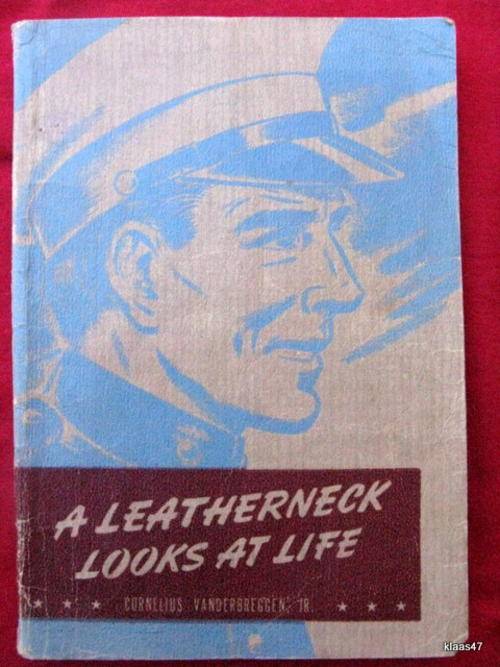 A LEATHERNECK
LOOKS AT LIFE
★ ★ ★ CORNELIUS VANDERBREGGEN, JR. ★ ★ ★
klaas47